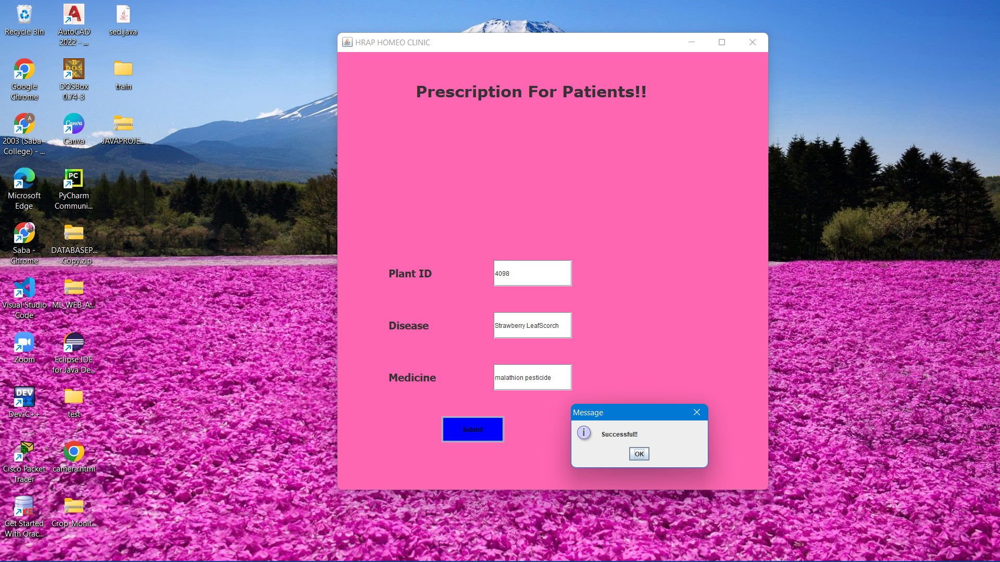 Recycle Bin
AutoCAD
2022 - ...
sed.java
Google
Chrome
DOSBox
0.74-3
train
2003 (Saba -
College) - ...
Canva
JAVAPROJE...
Microsoft
Edge
PyCharm
Communi...
Saba -
Chrome
DATABASEP...
- Copy.zip
Visual Studio
Code
ML_WEB_A...
Zoom
Eclipse IDE
for Java De...
Dev-C++
test
Cisco Packet
Tracer
camera.html
Get Started
With Orac...
Crop_Monit...
HRAP HOMEO CLINIC
Prescription For Patients!!
Plant ID
4098
Disease
Strawberry LeafScorch
Medicine
malathion pesticide
Submit
Message
Successful!!
OK